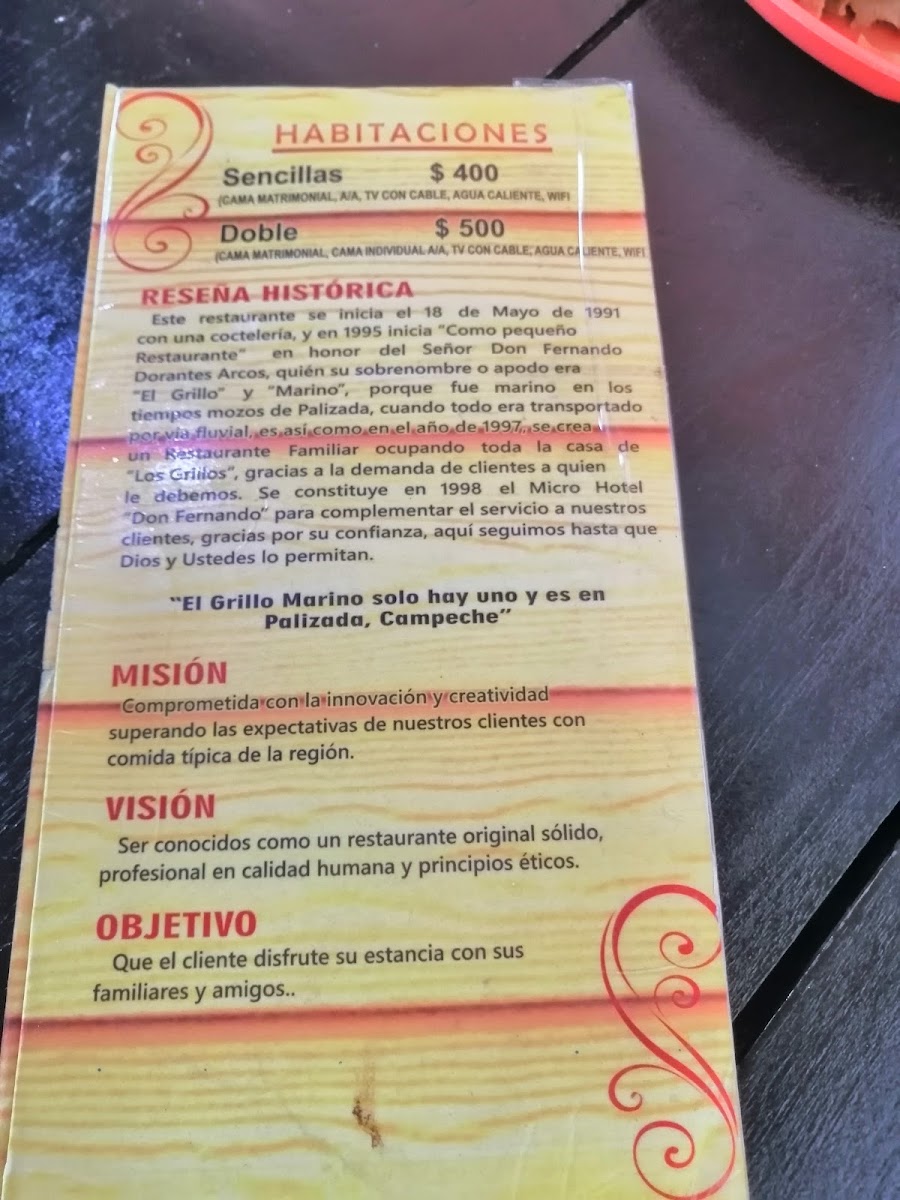 HABITACIONES
Sencillas $ 400
(CAMA MATRIMONIAL, A/A, TV CON CABLE, AGUA CALIENTE, WIFI
Doble $ 500
(CAMA MATRIMONIAL, CAMA INDIVIDUAL A/A, TV CON CABLE, AGUA CALIENTE, WIFI
RESEÑA HISTÓRICA
Este restaurante se inicia el 18 de Mayo de 1991
con una coctelería, y en 1995 inicia "Como pequeño
Restaurante" en honor del Señor Don Fernando
Dorantes Arcos, quién su sobrenombre o apodo era
"El Grillo" y "Marino", porque fue marino en los
tiempos mozos de Palizada, cuando todo era transportado
por vía fluvial, es así como en el año de 1997, se crea
un Restaurante Familiar ocupando toda la casa de
"Los Grillos", gracias a la demanda de clientes a quien
le debemos. Se constituye en 1998 el Micro Hotel
"Don Fernando" para complementar el servicio a nuestros
clientes, gracias por su confianza, aquí seguimos hasta que
Dios y Ustedes lo permitan.
"El Grillo Marino solo hay uno y es en
Palizada, Campeche"
MISIÓN
Comprometida con la innovación y creatividad
superando las expectativas de nuestros clientes con
comida típica de la región.
VISIÓN
Ser conocidos como un restaurante original sólido,
profesional en calidad humana y principios éticos.
OBJETIVO
Que el cliente disfrute su estancia con sus
familiares y amigos..